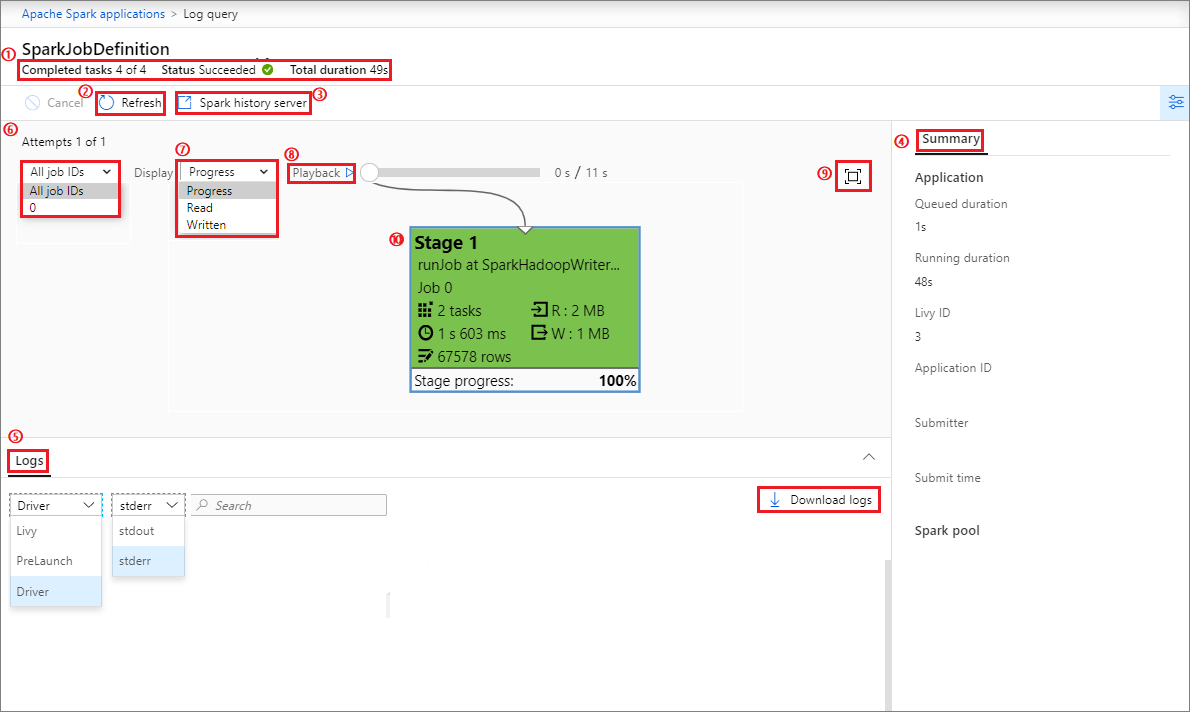 Apache Spark applications > Log query
SparkJobDefinition
① Completed tasks 4 of 4 Status Succeeded Total duration 49s
Cancel ② Refresh Spark history server ③
⑥ Attempts 1 of 1
All job IDs
All job IDs
0
Display
⑦ Progress
Progress
Read
Written
⑧ Playback 0 s / 11 s
⑨
⑩ Stage 1
runJob at SparkHadoopWriter...
Job 0
2 tasks R : 2 MB
1 s 603 ms W : 1 MB
67578 rows
Stage progress: 100%
④ Summary
Application
Queued duration
1s
Running duration
48s
Livy ID
3
Application ID
Submitter
Submit time
Spark pool
⑤ Logs
Driver stderr Search Download logs
Livy stdout
PreLaunch stderr
Driver